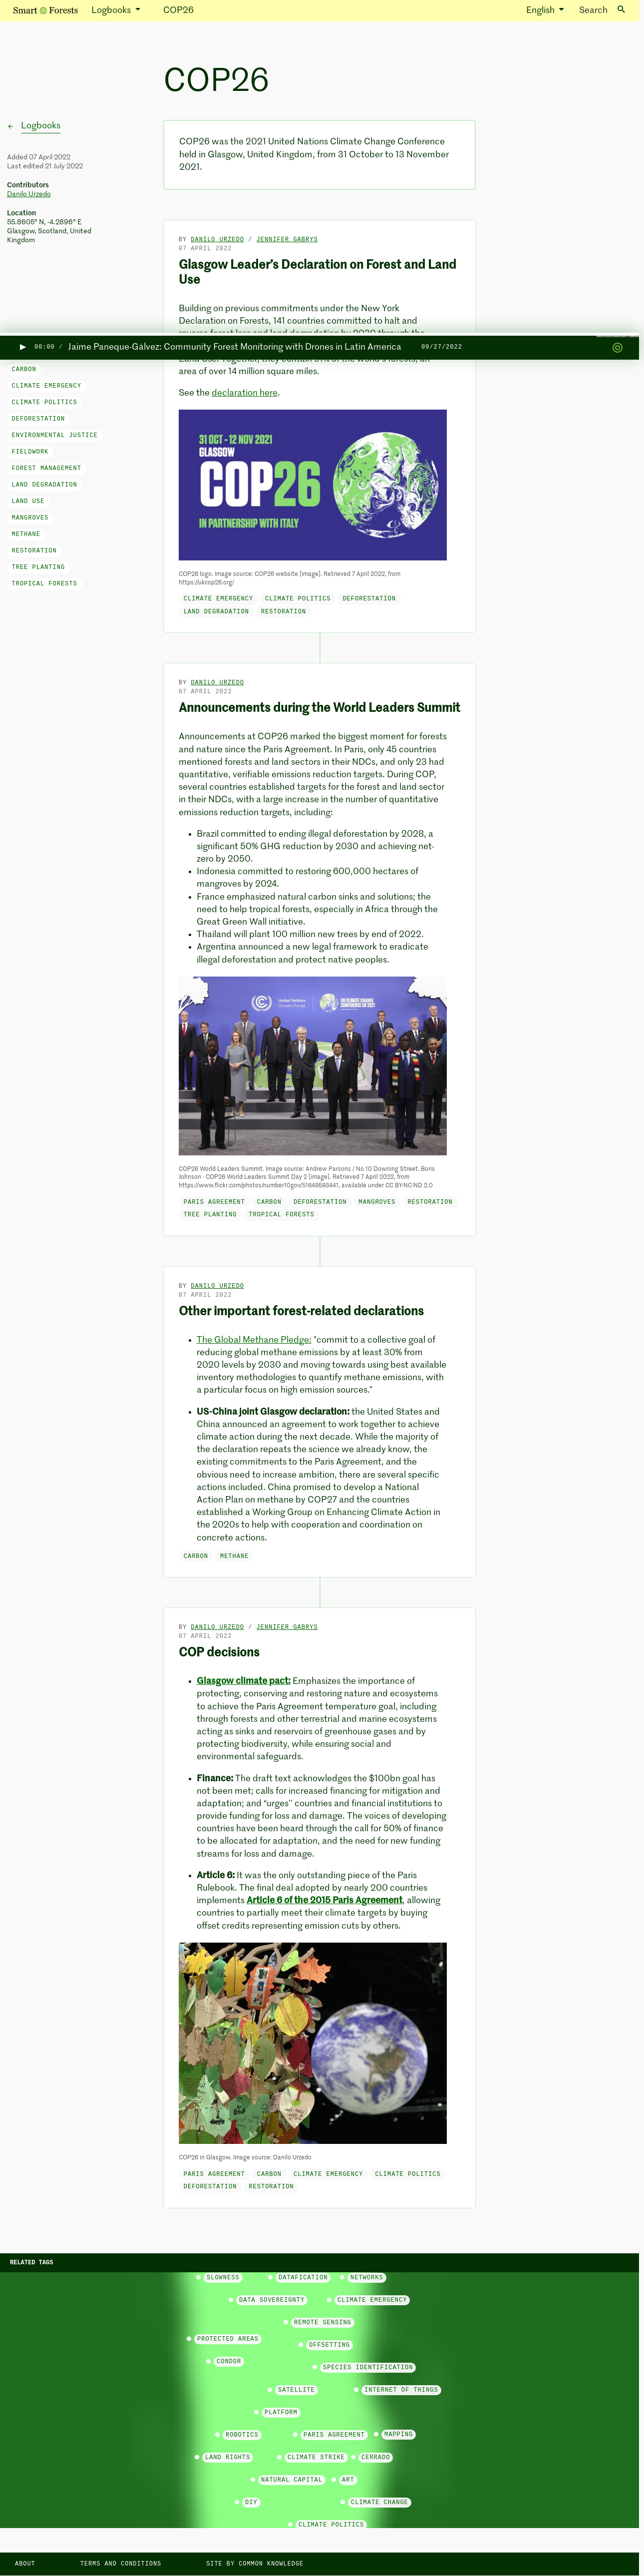 Smart Forests
Logbooks
COP26
English
Search
COP26
Logbooks
Added 07 April 2022
Last edited 21 July 2022
Contributors
Danilo Urzedo
Location
55.8605° N, -4.2896° E
Glasgow, Scotland, United
Kingdom
COP26 was the 2021 United Nations Climate Change Conference
held in Glasgow, United Kingdom, from 31 October to 13 November
2021.
BY DANILO URZEDO / JENNIFER GABRYS
07 APRIL 2022
Glasgow Leader's Declaration on Forest and Land
Use
Building on previous commitments under the New York
Declaration on Forests, 141 countries committed to halt and
00:00 / Jaime Paneque-Gálvez: Community Forest Monitoring with Drones in Latin America 09/27/2022
area of over 14 million square miles.
See the declaration here.
CARBON
CLIMATE EMERGENCY
CLIMATE POLITICS
DEFORESTATION
ENVIRONMENTAL JUSTICE
FIELDWORK
FOREST MANAGEMENT
LAND DEGRADATION
LAND USE
MANGROVES
METHANE
RESTORATION
TREE PLANTING
TROPICAL FORESTS
31 OCT - 12 NOV 2021
GLASGOW
COP26
IN PARTNERSHIP WITH ITALY
COP26 logo. Image source: COP26 website [image]. Retrieved 7 April 2022, from
https://ukcop26.org/
CLIMATE EMERGENCY CLIMATE POLITICS DEFORESTATION
LAND DEGRADATION RESTORATION
BY DANILO URZEDO
07 APRIL 2022
Announcements during the World Leaders Summit
Announcements at COP26 marked the biggest moment for forests
and nature since the Paris Agreement. In Paris, only 45 countries
mentioned forests and land sectors in their NDCs, and only 23 had
quantitative, verifiable emissions reduction targets. During COP,
several countries established targets for the forest and land sector
in their NDCs, with a large increase in the number of quantitative
emissions reduction targets, including:
Brazil committed to ending illegal deforestation by 2028, a
significant 50% GHG reduction by 2030 and achieving net-
zero by 2050.
Indonesia committed to restoring 600,000 hectares of
mangroves by 2024.
France emphasized natural carbon sinks and solutions; the
need to help tropical forests, especially in Africa through the
Great Green Wall initiative.
Thailand will plant 100 million new trees by end of 2022.
Argentina announced a new legal framework to eradicate
illegal deforestation and protect native peoples.
COP26 World Leaders Summit. Image source: Andrew Parsons / No 10 Downing Street. Boris
Johnson - COP26 World Leaders Summit Day 2 [image]. Retrieved 7 April 2022, from
https://www.flickr.com/photos/number10gov/51649593441, available under CC BY-NC-ND 2.0
PARIS AGREEMENT CARBON DEFORESTATION MANGROVES RESTORATION
TREE PLANTING TROPICAL FORESTS
BY DANILO URZEDO
07 APRIL 2022
Other important forest-related declarations
The Global Methane Pledge: "commit to a collective goal of
reducing global methane emissions by at least 30% from
2020 levels by 2030 and moving towards using best available
inventory methodologies to quantify methane emissions, with
a particular focus on high emission sources."
US-China joint Glasgow declaration: the United States and
China announced an agreement to work together to achieve
climate action during the next decade. While the majority of
the declaration repeats the science we already know, the
existing commitments to the Paris Agreement, and the
obvious need to increase ambition, there are several specific
actions included. China promised to develop a National
Action Plan on methane by COP27 and the countries
established a Working Group on Enhancing Climate Action in
the 2020s to help with cooperation and coordination on
concrete actions.
CARBON METHANE
BY DANILO URZEDO / JENNIFER GABRYS
07 APRIL 2022
COP decisions
Glasgow climate pact: Emphasizes the importance of
protecting, conserving and restoring nature and ecosystems
to achieve the Paris Agreement temperature goal, including
through forests and other terrestrial and marine ecosystems
acting as sinks and reservoirs of greenhouse gases and by
protecting biodiversity, while ensuring social and
environmental safeguards.
Finance: The draft text acknowledges the $100bn goal has
not been met; calls for increased financing for mitigation and
adaptation; and "urges" countries and financial institutions to
provide funding for loss and damage. The voices of developing
countries have been heard through the call for 50% of finance
to be allocated for adaptation, and the need for new funding
streams for loss and damage.
Article 6: It was the only outstanding piece of the Paris
Rulebook. The final deal adopted by nearly 200 countries
implements Article 6 of the 2015 Paris Agreement, allowing
countries to partially meet their climate targets by buying
offset credits representing emission cuts by others.
COP26 in Glasgow. Image source: Danilo Urzedo
PARIS AGREEMENT CARBON CLIMATE EMERGENCY CLIMATE POLITICS
DEFORESTATION RESTORATION
RELATED TAGS
SLOWNESS DATAFICATION NETWORKS
DATA SOVEREIGNTY CLIMATE EMERGENCY
REMOTE SENSING
PROTECTED AREAS
OFFSETTING
CONDOR
SPECIES IDENTIFICATION
SATELLITE INTERNET OF THINGS
PLATFORM
ROBOTICS PARIS AGREEMENT MAPPING
LAND RIGHTS CLIMATE STRIKE CERRADO
NATURAL CAPITAL ART
DIY CLIMATE CHANGE
CLIMATE POLITICS
ABOUT
TERMS AND CONDITIONS
SITE BY COMMON KNOWLEDGE